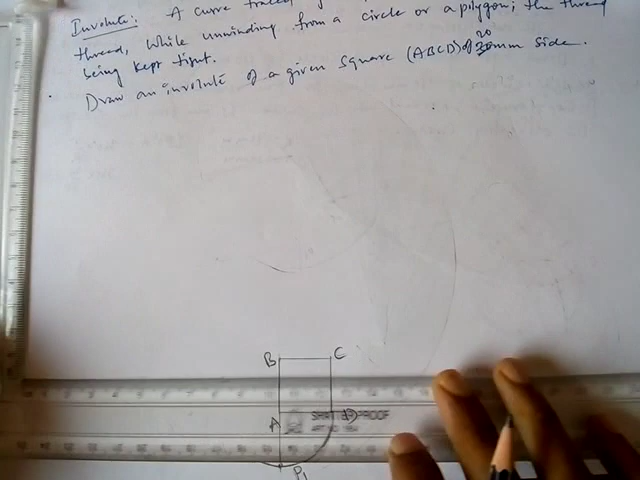 Involute: A curve traced
thread, while unwinding from a circle or a polygon; the thread
being kept tight.
Draw an involute of a given square (ABCD) of 20mm side.
B C
A D
P1